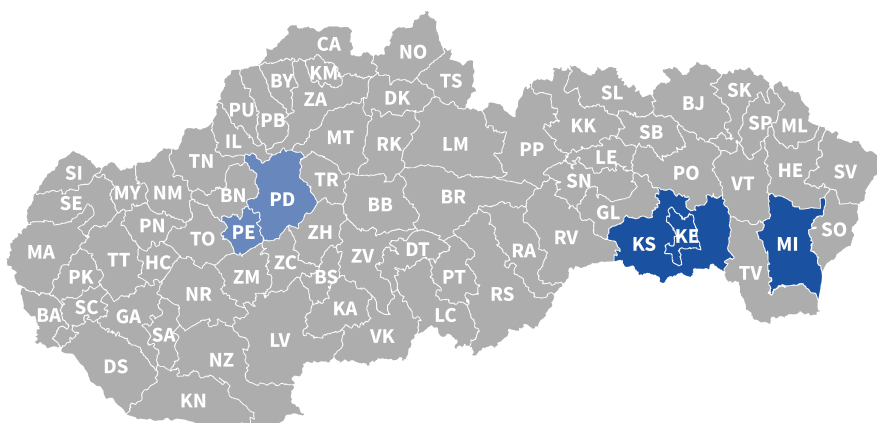 CA
NO
BY
KM
TS
ZA
DK
PU
PB
SL
SK
BJ
IL
MT
RK
LM
PP
KK
SB
SP
ML
TN
LE
SI
BN
PD
TR
SN
PO
VT
HE
SV
SE
MY
NM
BB
BR
GL
PN
TO
PE
ZH
RV
KS
KE
MI
SO
MA
TT
HC
ZM
ZC
ZV
DT
RA
PK
BS
PT
TV
NR
RS
BA
SC
GA
SA
KA
LC
LV
VK
DS
NZ
KN